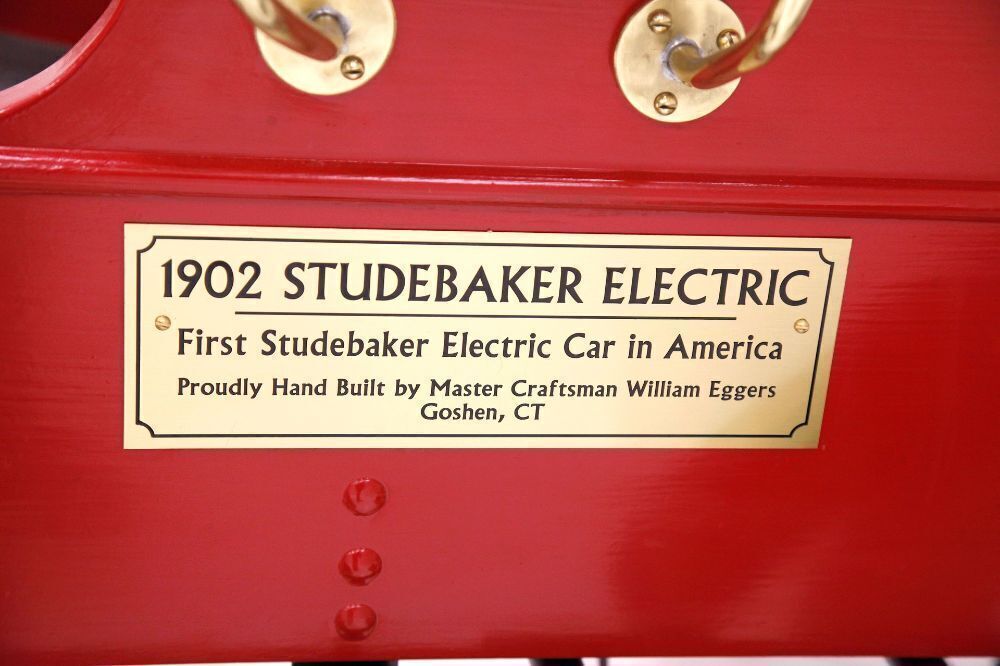 1902 STUDEBAKER ELECTRIC
First Studebaker Electric Car in America
Proudly Hand Built by Master Craftsman William Eggers
Goshen, CT